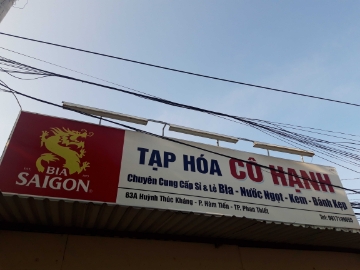 BIA
SAIGON
TẠP HÓA CÔ HẠNH
Chuyên Cung Cấp Sỉ & Lẻ Bia - Nước Ngọt - Kem - Bánh Kẹo
83A Huỳnh Thúc Kháng - P. Hàm Tiến - TP. Phan Thiết